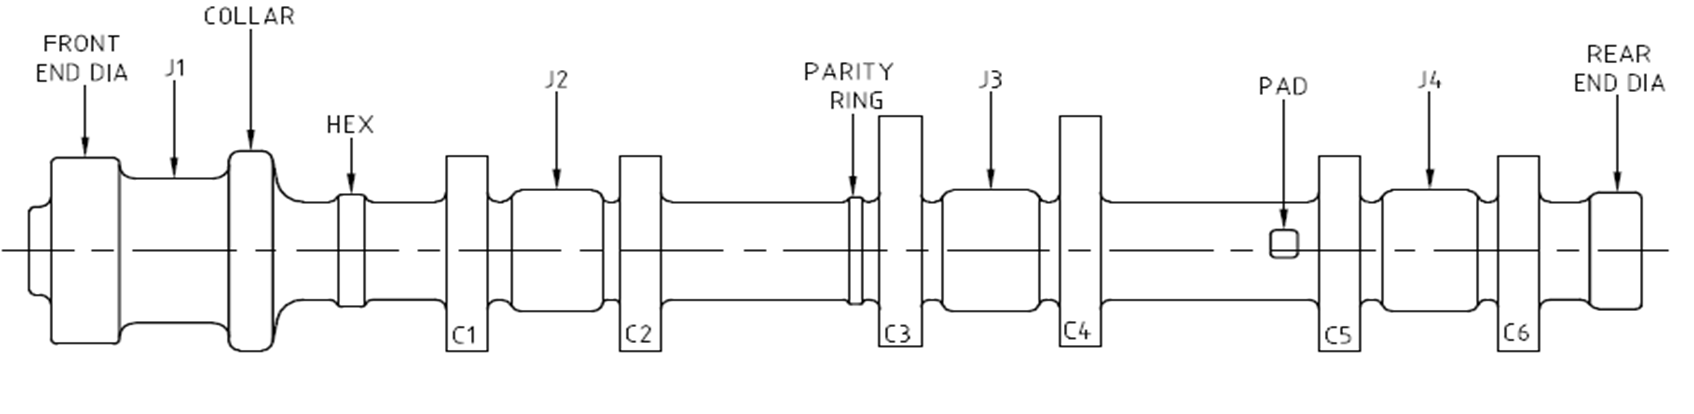 COLLAR
FRONT
END DIA
J1
HEX
J2
PARITY
RING
J3
PAD
J4
REAR
END DIA
C1
C2
C3
C4
C5
C6